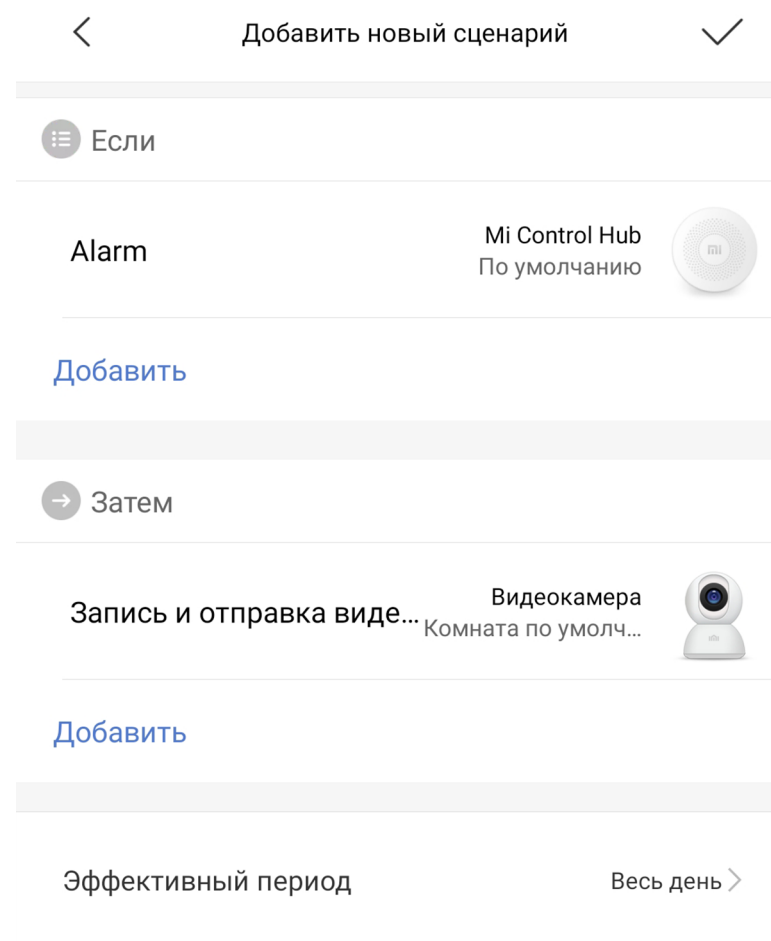 Добавить новый сценарий
Если
Alarm
Mi Control Hub
По умолчанию
Добавить
Затем
Запись и отправка виде...
Видеокамера
Комната по умолч...
Добавить
Эффективный период
Весь день